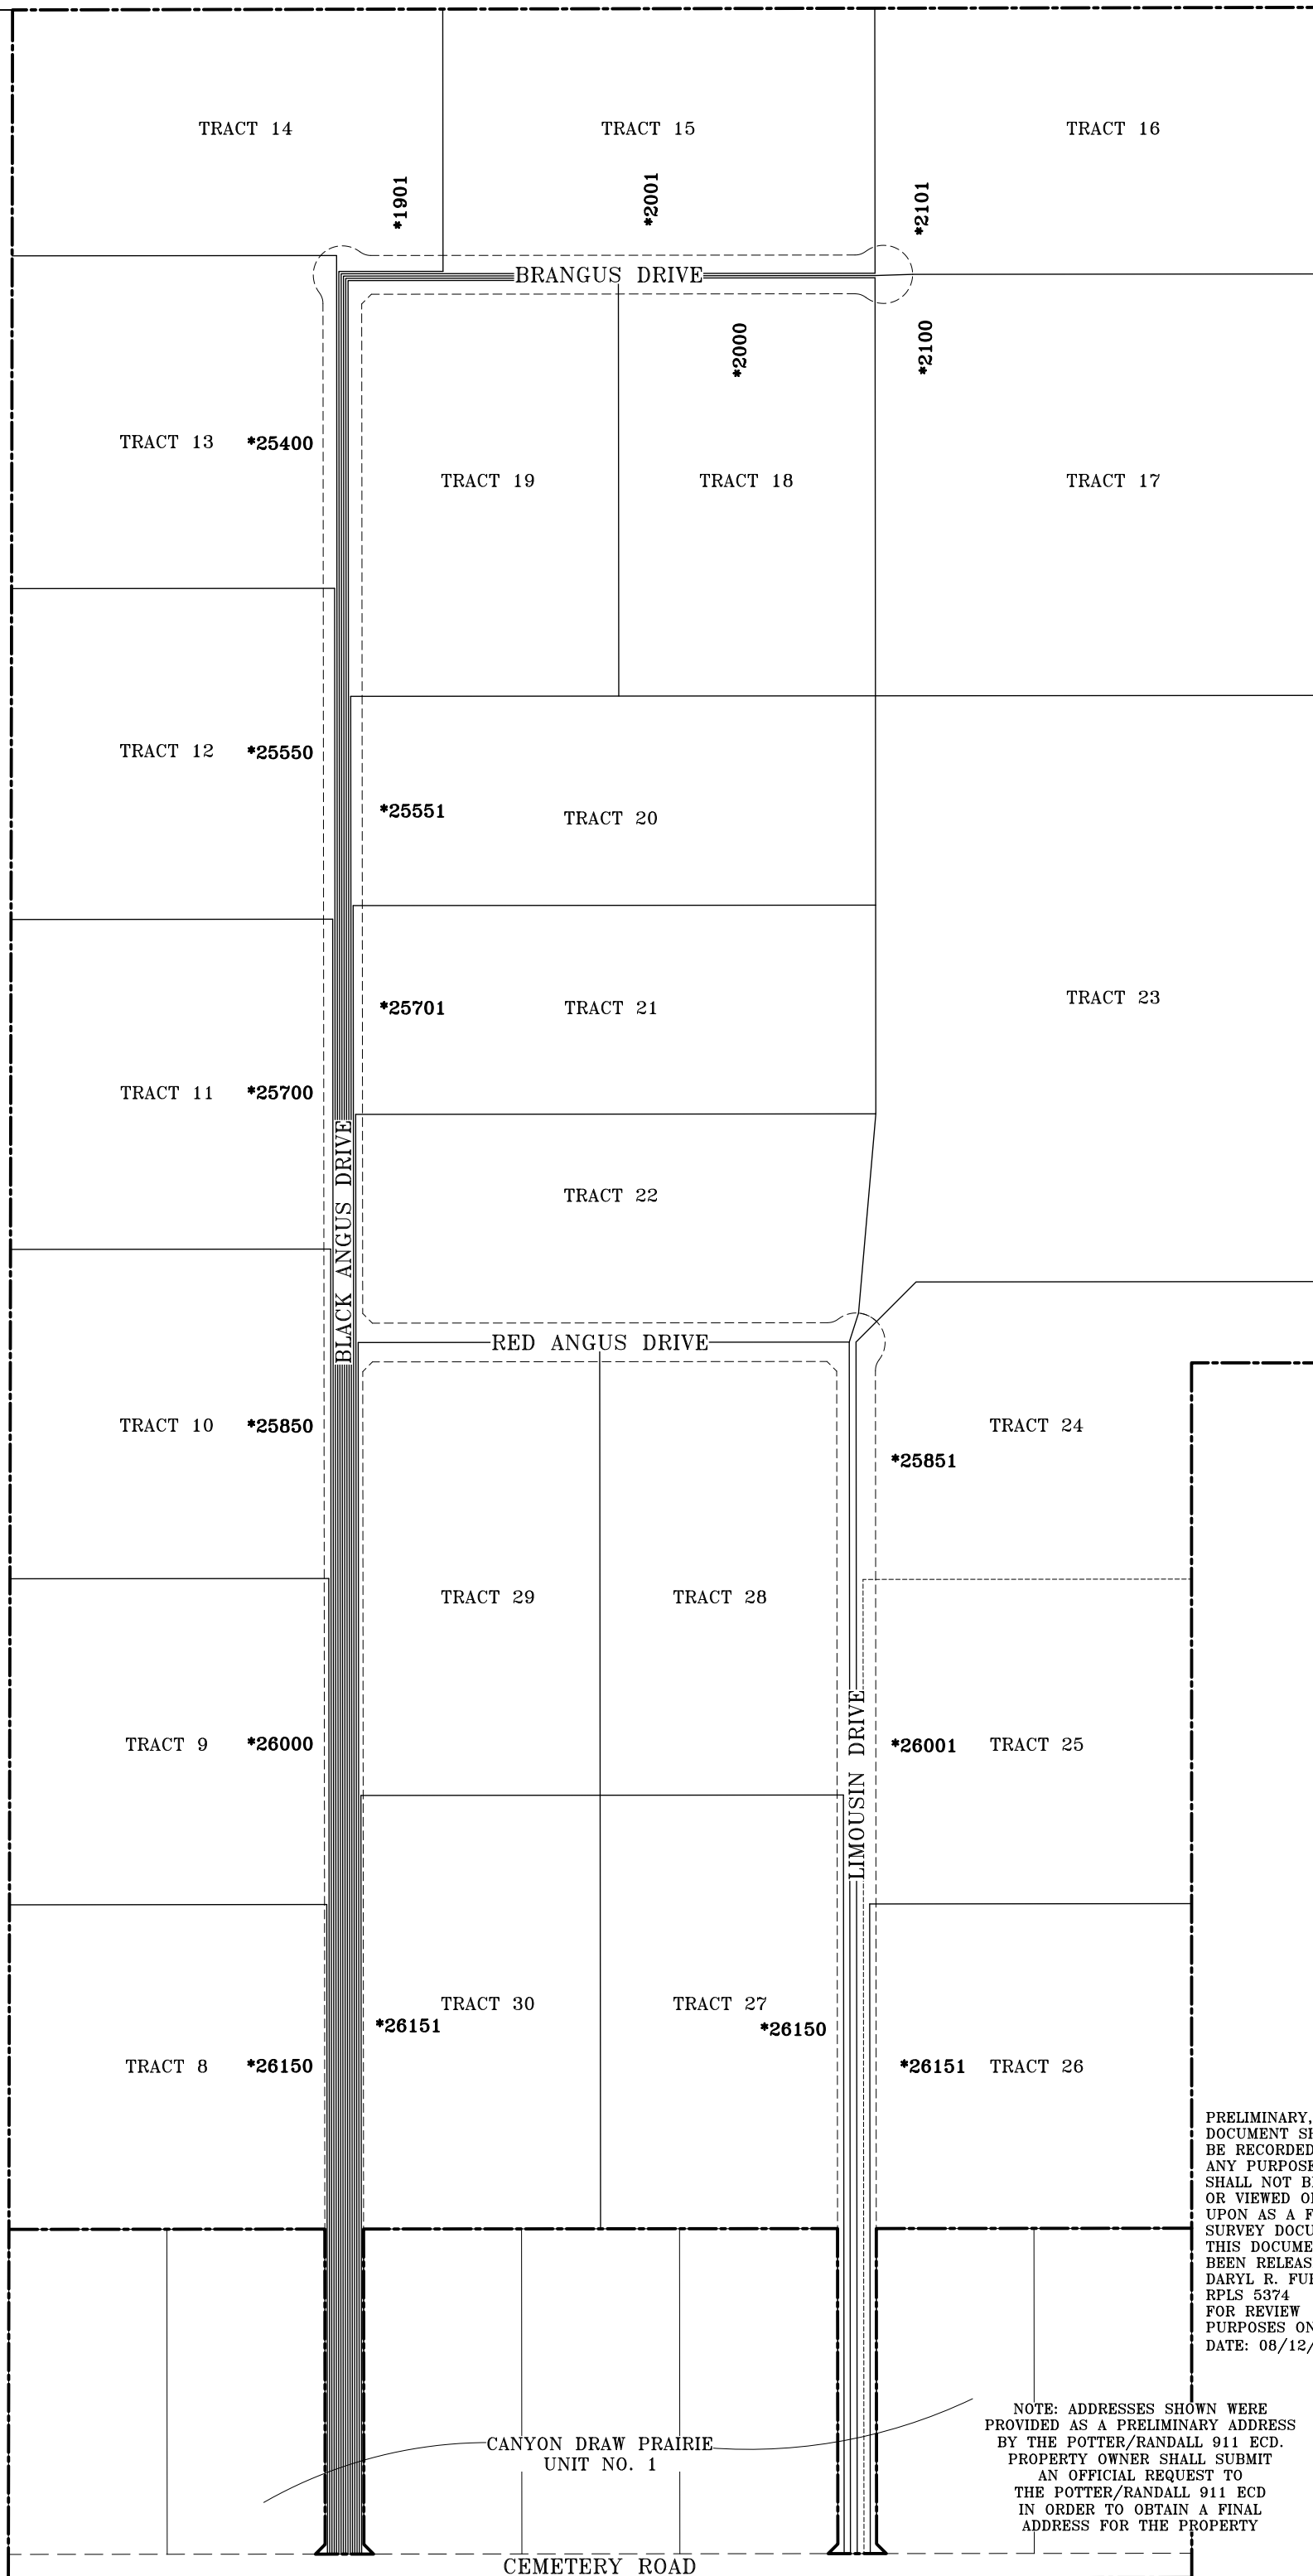 TRACT 14
TRACT 15
TRACT 16
*1901
*2001
*2101
BRANGUS DRIVE
*2000
*2100
TRACT 13
*25400
TRACT 19
TRACT 18
TRACT 17
TRACT 12
*25550
*25551
TRACT 20
TRACT 23
*25701
TRACT 21
TRACT 11
*25700
BLACK ANGUS DRIVE
TRACT 22
RED ANGUS DRIVE
TRACT 10
*25850
TRACT 24
*25851
TRACT 29
TRACT 28
LIMOUSIN DRIVE
TRACT 9
*26000
*26001
TRACT 25
TRACT 30
TRACT 27
*26151
*26150
TRACT 8
*26150
*26151
TRACT 26
PRELIMINARY,
DOCUMENT
BE RECORDED
ANY PURPOSE
SHALL NOT
OR VIEWED
UPON AS A
SURVEY
THIS
BEEN
DARYL R.
RPLS 5374
FOR REVIEW
PURPOSES
DATE: 08/12/
CANYON DRAW PRAIRIE
UNIT NO. 1
NOTE: ADDRESSES SHOWN WERE
PROVIDED AS A PRELIMINARY ADDRESS
BY THE POTTER/RANDALL 911 ECD.
PROPERTY OWNER SHALL SUBMIT
AN OFFICIAL REQUEST TO
THE POTTER/RANDALL 911 ECD
IN ORDER TO OBTAIN A FINAL
ADDRESS FOR THE PROPERTY
CEMETERY ROAD